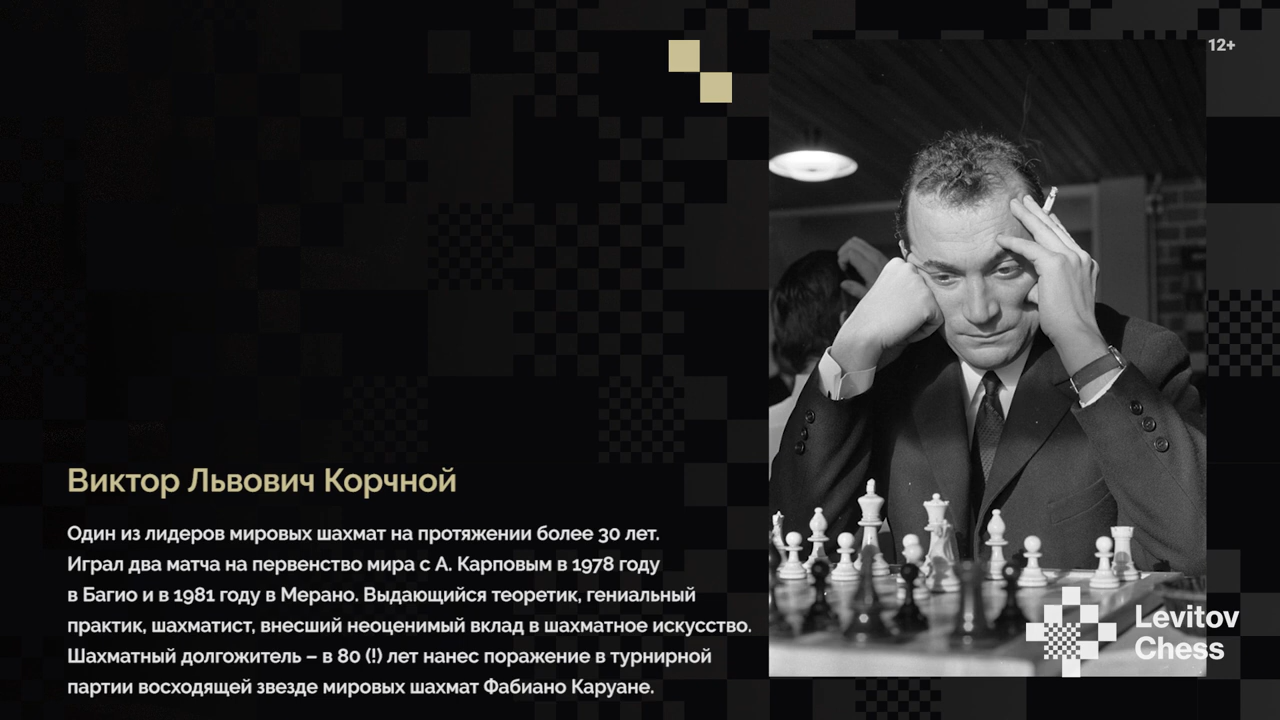 12+
Виктор Львович Корчной
Один из лидеров мировых шахмат на протяжении более 30 лет.
Играл два матча на первенство мира с А. Карповым в 1978 году
в Багио и в 1981 году в Мерано. Выдающийся теоретик, гениальный
практик, шахматист, внесший неоценимый вклад в шахматное искусство.
Шахматный долгожитель – в 80 (!) лет нанес поражение в турнирной
партии восходящей звезде мировых шахмат Фабиано Каруане.
Levitov
Chess